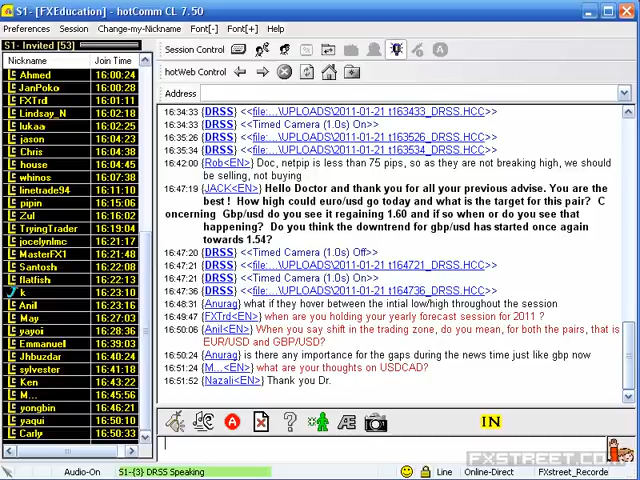 S1- [FXEducation] - hotComm CL 7.50
Preferences Session Change-my-Nickname Font[-] Font[+] Help
S1- Invited [53]
Nickname Join Time
Ahmed 16:00:24
JanPoko 16:00:28
FXTrd 16:01:11
Lindsay_N 16:02:18
lukaa 16:02:25
jason 16:04:23
Chris 16:04:38
house 16:04:45
whinos 16:07:38
linetrade94 16:11:10
pipin 16:15:06
Zul 16:16:02
TryingTrader 16:19:04
jocelynlmc 16:21:17
MasterFX1 16:21:48
Santosh 16:22:08
flatfish 16:22:13
k 16:23:10
Anil 16:23:16
May 16:27:03
yayoi 16:28:36
Emmanuel 16:39:39
Jhbuzdar 16:40:34
sylvester 16:41:18
Ken 16:43:22
M... 16:45:56
yongbin 16:46:21
yaqui 16:50:10
Carly 16:50:33
Session Control
hotWeb Control
Address
16:34:33 {DRSS} <<file:...\UPLOADS\2011-01-21 t163433_DRSS.HCC>>
16:34:33 {DRSS} <<Timed Camera (1.0s) On>>
16:35:26 {DRSS} <<file:...\UPLOADS\2011-01-21 t163526_DRSS.HCC>>
16:35:34 {DRSS} <<file:...\UPLOADS\2011-01-21 t163534_DRSS.HCC>>
16:42:00 {Rob<EN>} Doc, netpip is less than 75 pips, so as they are not breaking high, we should
be selling, not buying
16:47:19 {JACK<EN>} Hello Doctor and thank you for all your previous advise. You are the
best ! How high could euro/usd go today and what is the target for this pair? C
oncerning Gbp/usd do you see it regaining 1.60 and if so when or do you see that
happening? Do you think the downtrend for gbp/usd has started once again
towards 1.54?
16:47:20 {DRSS} <<Timed Camera (1.0s) Off>>
16:47:21 {DRSS} <<file:...\UPLOADS\2011-01-21 t164721_DRSS.HCC>>
16:47:36 {DRSS} <<file:...\UPLOADS\2011-01-21 t164736_DRSS.HCC>>
16:48:31 {Anurag} what if they hover between the intial low/high throughout the session
16:49:47 {FXTrd<EN>} when are you holding your yearly forecast session for 2011 ?
16:50:06 {Anil<EN>} When you say shift in the trading zone, do you mean, for both the pairs, that is
EUR/USD and GBP/USD?
16:50:24 {Anurag} is there any importance for the gaps during the news time just like gbp now
16:51:24 {M...<EN>} what are your thoughts on USDCAD?
16:51:52 {Nazali<EN>} Thank you Dr.
IN
FXSTREET.COM
Audio-On S1-{3} DRSS Speaking Line Online-Direct FXstreet_Recorde